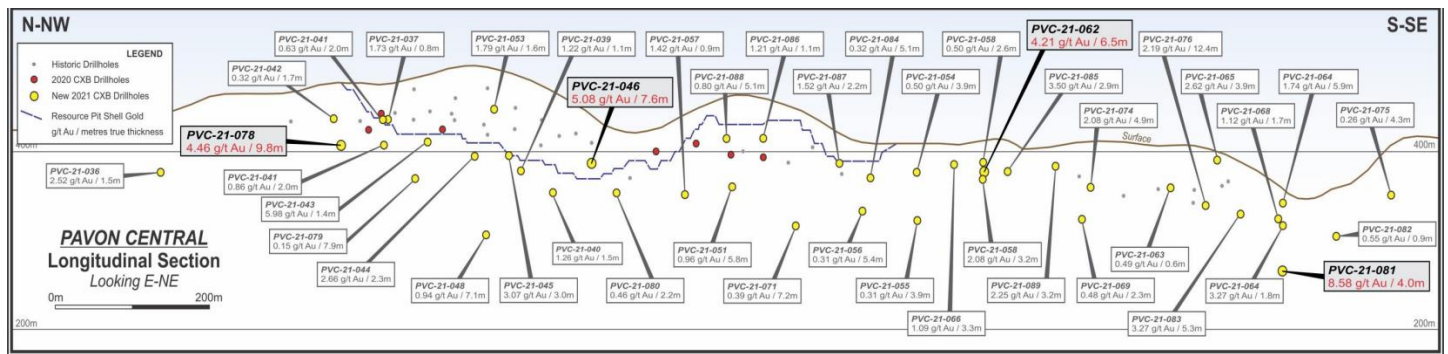 N-NW
S-SE
LEGEND
Historic Drillholes
2020 CXB Drillholes
New 2021 CXB Drillholes
Resource Pit Shell Gold
g/t Au / metres true thickness
PVC-21-041
0.63 g/t Au / 2.0m
PVC-21-037
1.73 g/t Au / 0.8m
PVC-21-053
1.79 g/t Au / 1.6m
PVC-21-039
1.22 g/t Au / 1.1m
PVC-21-057
1.42 g/t Au / 0.9m
PVC-21-086
1.21 g/t Au / 1.1m
PVC-21-084
0.32 g/t Au / 5.1m
PVC-21-058
0.50 g/t Au / 2.6m
PVC-21-062
4.21 g/t Au / 6.5m
PVC-21-076
2.19 g/t Au / 12.4m
PVC-21-042
0.32 g/t Au / 1.7m
PVC-21-046
5.08 g/t Au / 7.6m
PVC-21-088
0.80 g/t Au / 5.1m
PVC-21-087
1.52 g/t Au / 2.2m
PVC-21-054
0.50 g/t Au / 3.9m
PVC-21-085
3.50 g/t Au / 2.9m
PVC-21-065
2.62 g/t Au / 3.9m
PVC-21-064
1.74 g/t Au / 5.9m
PVC-21-074
2.08 g/t Au / 4.9m
PVC-21-068
1.12 g/t Au / 1.7m
PVC-21-075
0.26 g/t Au / 4.3m
PVC-21-078
4.46 g/t Au / 9.8m
Surface
400m
400m
PVC-21-036
2.52 g/t Au / 1.5m
PVC-21-041
0.86 g/t Au / 2.0m
PVC-21-043
5.98 g/t Au / 1.4m
PVC-21-079
0.15 g/t Au / 7.9m
PVC-21-044
2.66 g/t Au / 2.3m
PVC-21-048
0.94 g/t Au / 7.1m
PVC-21-045
3.07 g/t Au / 3.0m
PVC-21-040
1.26 g/t Au / 1.5m
PVC-21-080
0.46 g/t Au / 2.2m
PVC-21-051
0.96 g/t Au / 5.8m
PVC-21-071
0.39 g/t Au / 7.2m
PVC-21-056
0.31 g/t Au / 5.4m
PVC-21-055
0.31 g/t Au / 3.9m
PVC-21-066
1.09 g/t Au / 3.3m
PVC-21-058
2.08 g/t Au / 3.2m
PVC-21-089
2.25 g/t Au / 3.2m
PVC-21-069
0.48 g/t Au / 2.3m
PVC-21-063
0.49 g/t Au / 0.6m
PVC-21-083
3.27 g/t Au / 5.3m
PVC-21-064
3.27 g/t Au / 1.8m
PVC-21-082
0.55 g/t Au / 0.9m
PVC-21-081
8.58 g/t Au / 4.0m
PAVON CENTRAL
Longitudinal Section
Looking E-NE
0m 200m
200m
200m